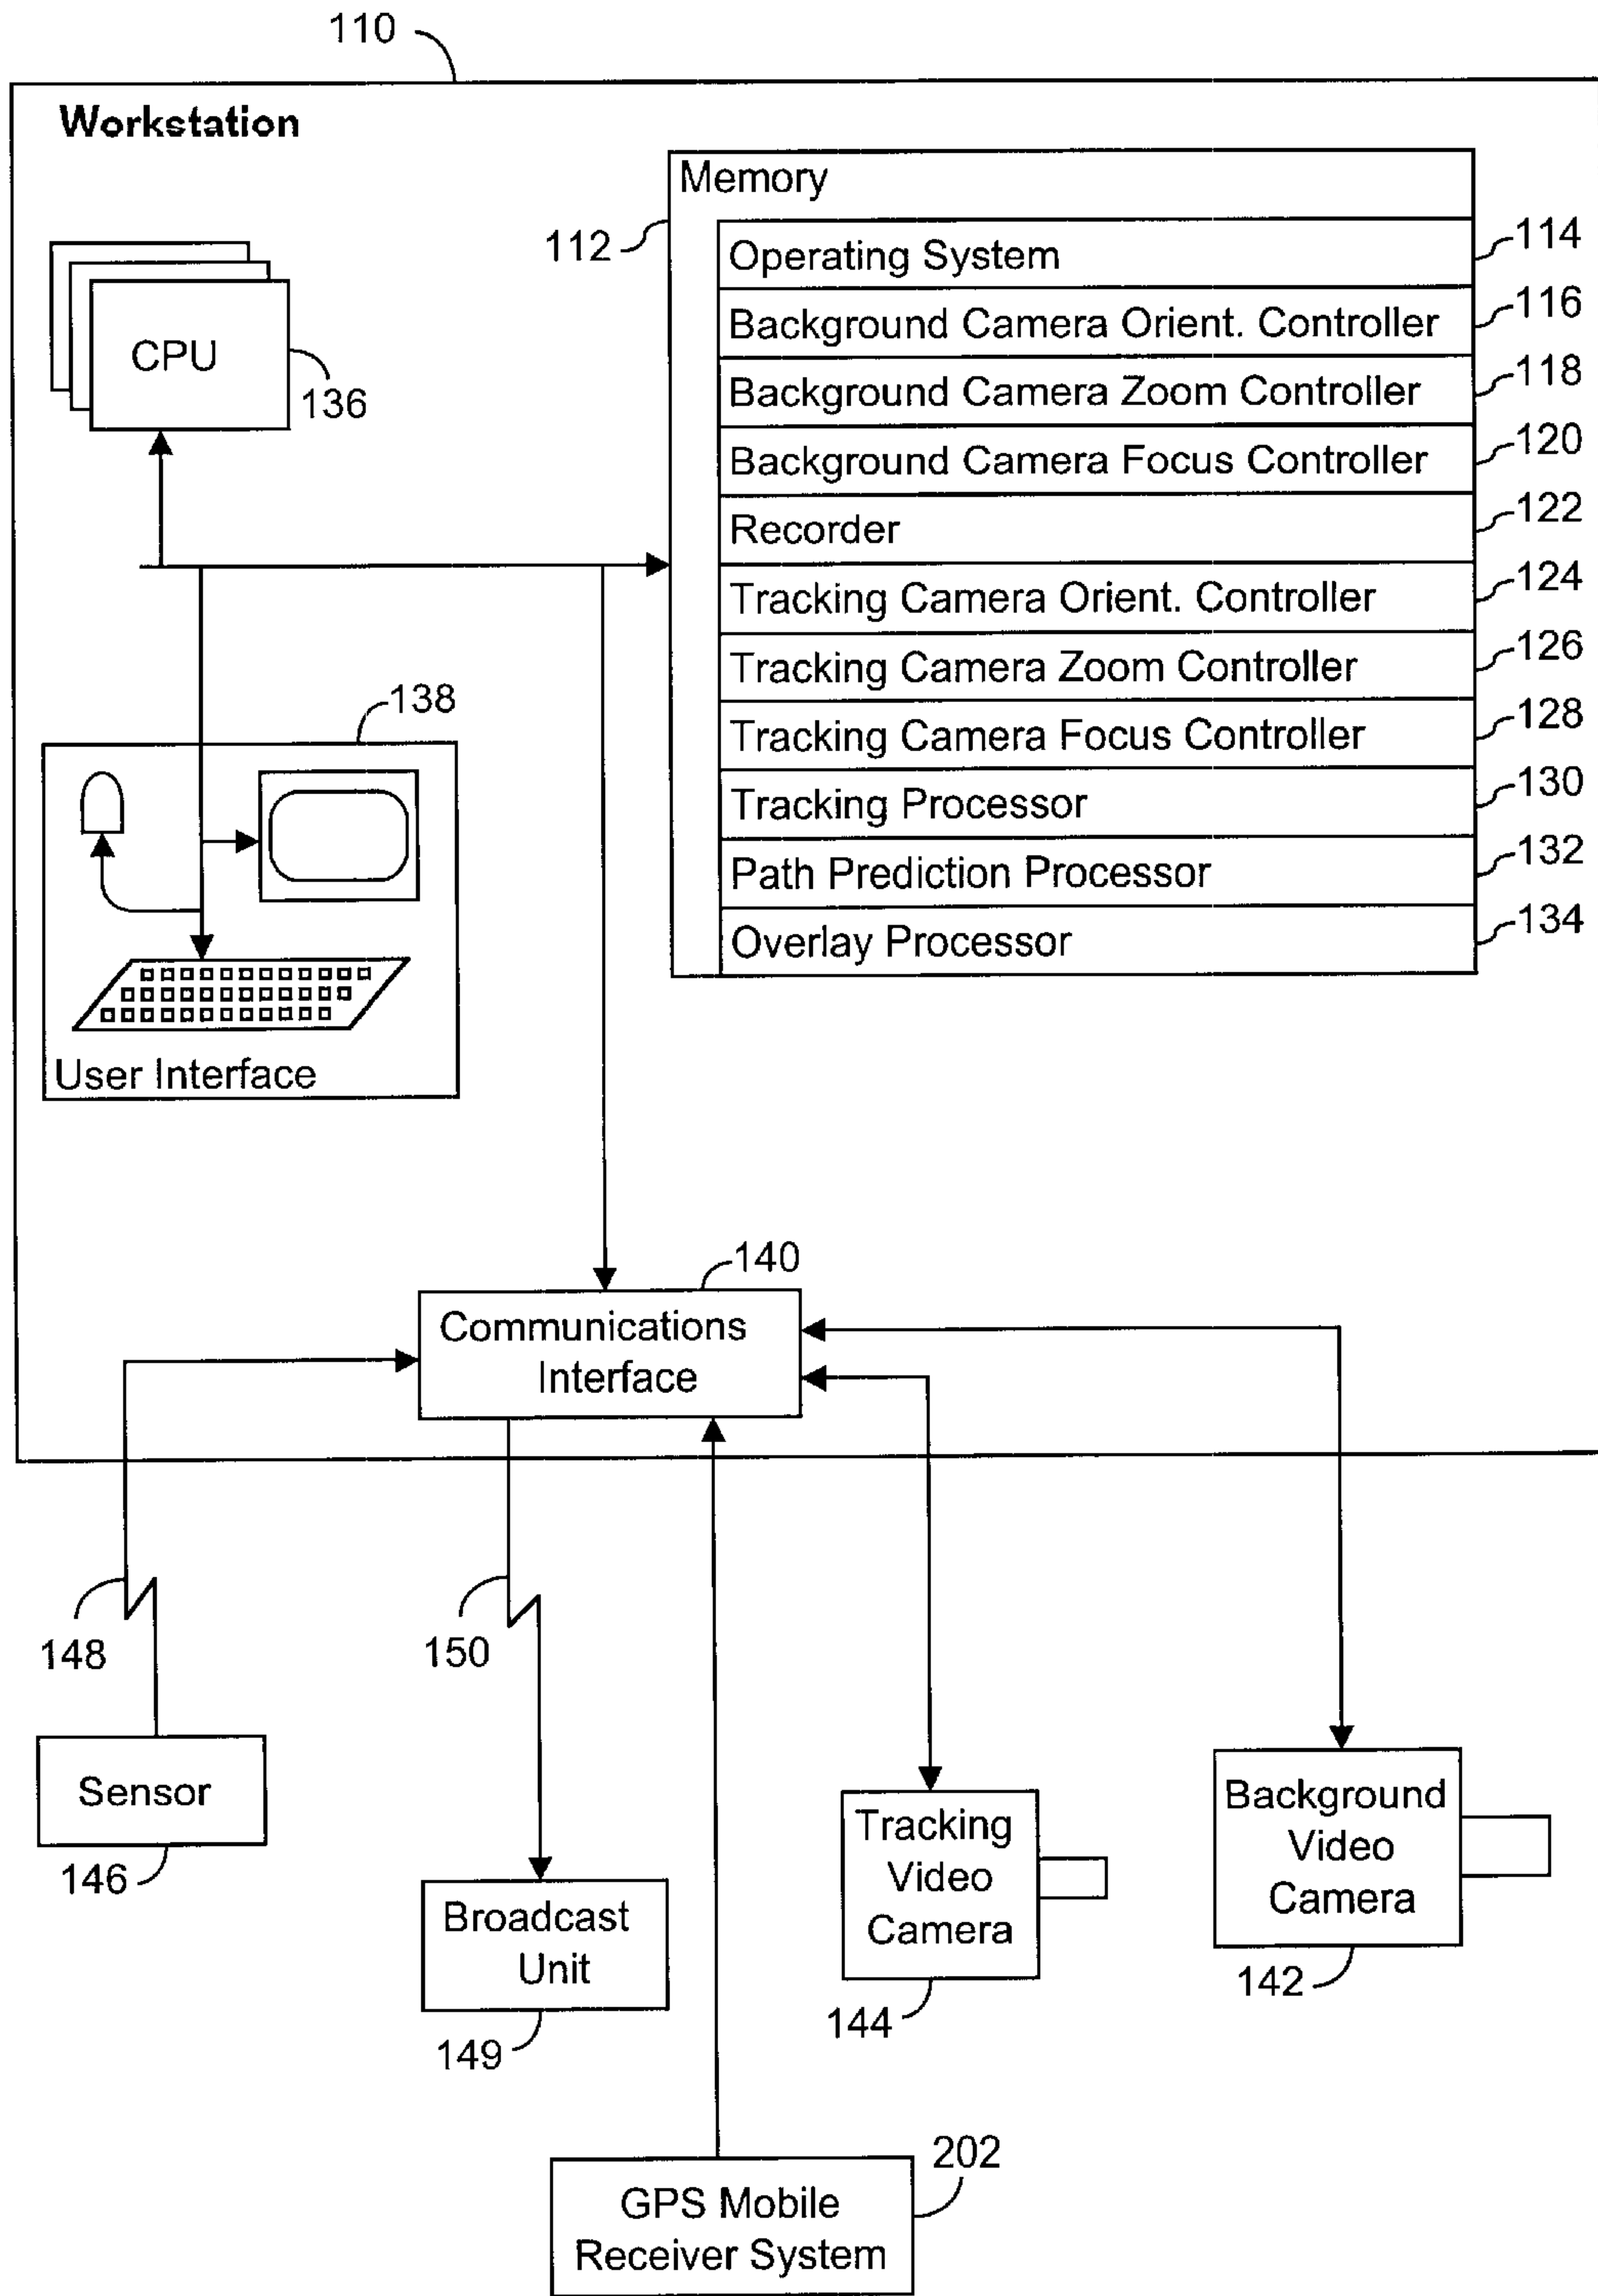 110
Workstation
Memory
112
Operating System
114
Background Camera Orient. Controller
116
Background Camera Zoom Controller
118
Background Camera Focus Controller
120
Recorder
122
Tracking Camera Orient. Controller
124
Tracking Camera Zoom Controller
126
Tracking Camera Focus Controller
128
Tracking Processor
130
Path Prediction Processor
132
Overlay Processor
134
CPU
136
138
User Interface
140
Communications
Interface
148
150
Sensor
146
Broadcast
Unit
149
Tracking
Video
Camera
144
Background
Video
Camera
142
202
GPS Mobile
Receiver System